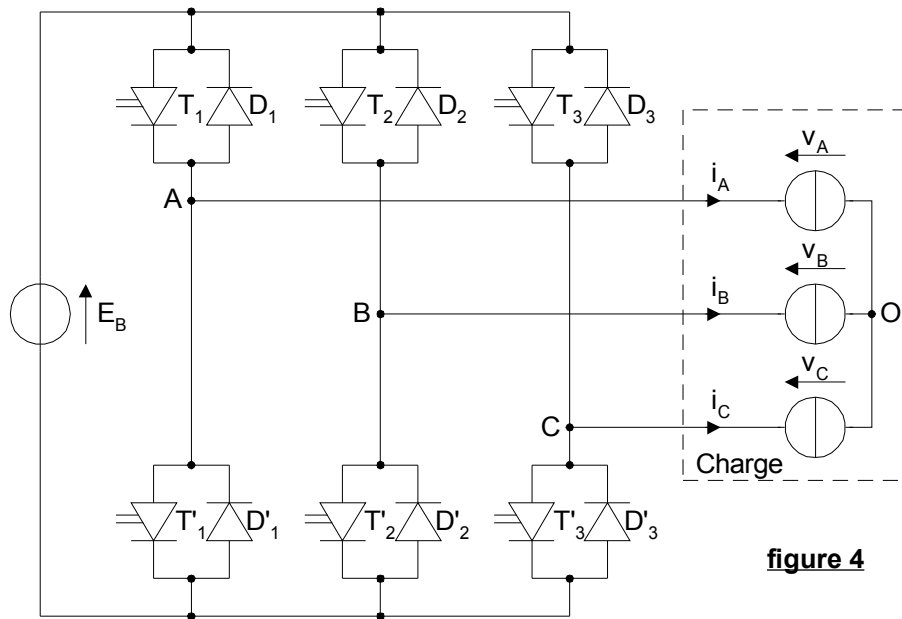 T1 D1 T2 D2 T3 D3
vA
A iA
vB
EB B iB O
vC
C iC
Charge
T'1 D'1 T'2 D'2 T'3 D'3
figure 4